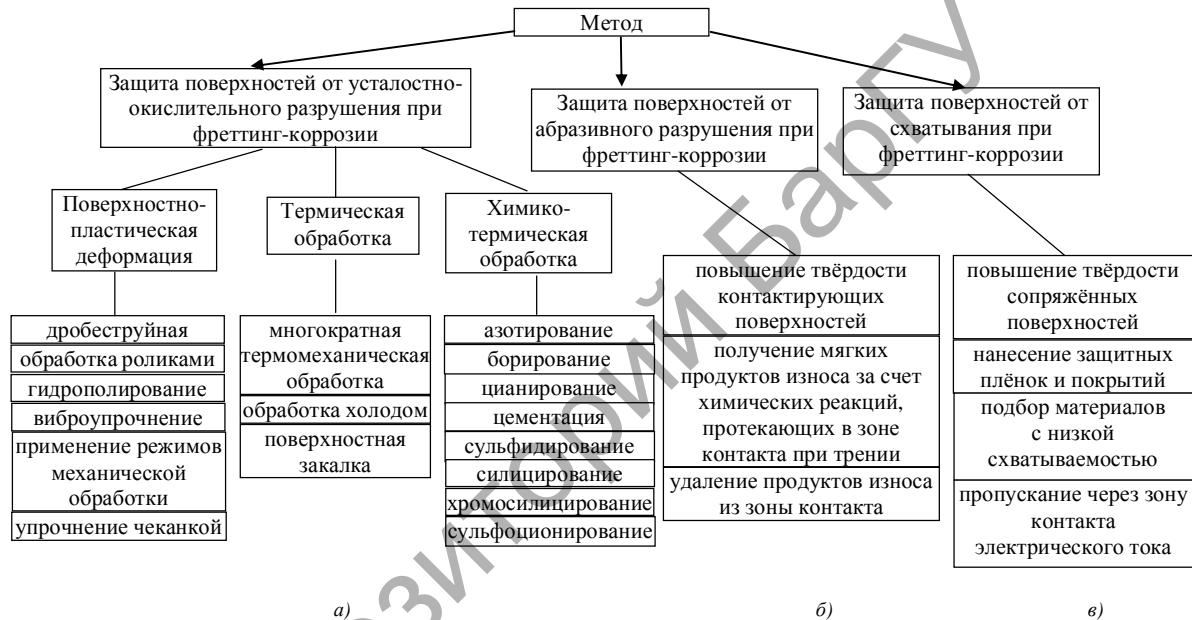 Метод
Защита поверхностей от усталостно-
окислительного разрушения при
фреттинг-коррозии
Защита поверхностей от
абразивного разрушения при
фреттинг-коррозии
Защита поверхностей от
схватывания при
фреттинг-коррозии
Поверхностно-
пластическая
деформация
Термическая
обработка
Химико-
термическая
обработка
дробеструйная
обработка роликами
гидрополирование
виброупрочнение
применение режимов
механической
обработки
упрочнение чеканкой
многократная
термомеханическая
обработка
обработка холодом
поверхностная
закалка
азотирование
борирование
цианирование
цементация
сульфидирование
силицирование
хромосилицирование
сульфоционирование
повышение твёрдости
контактирующих
поверхностей
получение мягких
продуктов износа за счет
химических реакций,
протекающих в зоне
контакта при трении
удаление продуктов износа
из зоны контакта
повышение твёрдости
сопряжённых
поверхностей
нанесение защитных
плёнок и покрытий
подбор материалов
с низкой
схватываемостью
пропускание через зону
контакта
электрического тока
а)
б)
в)
зиторий БарГУ